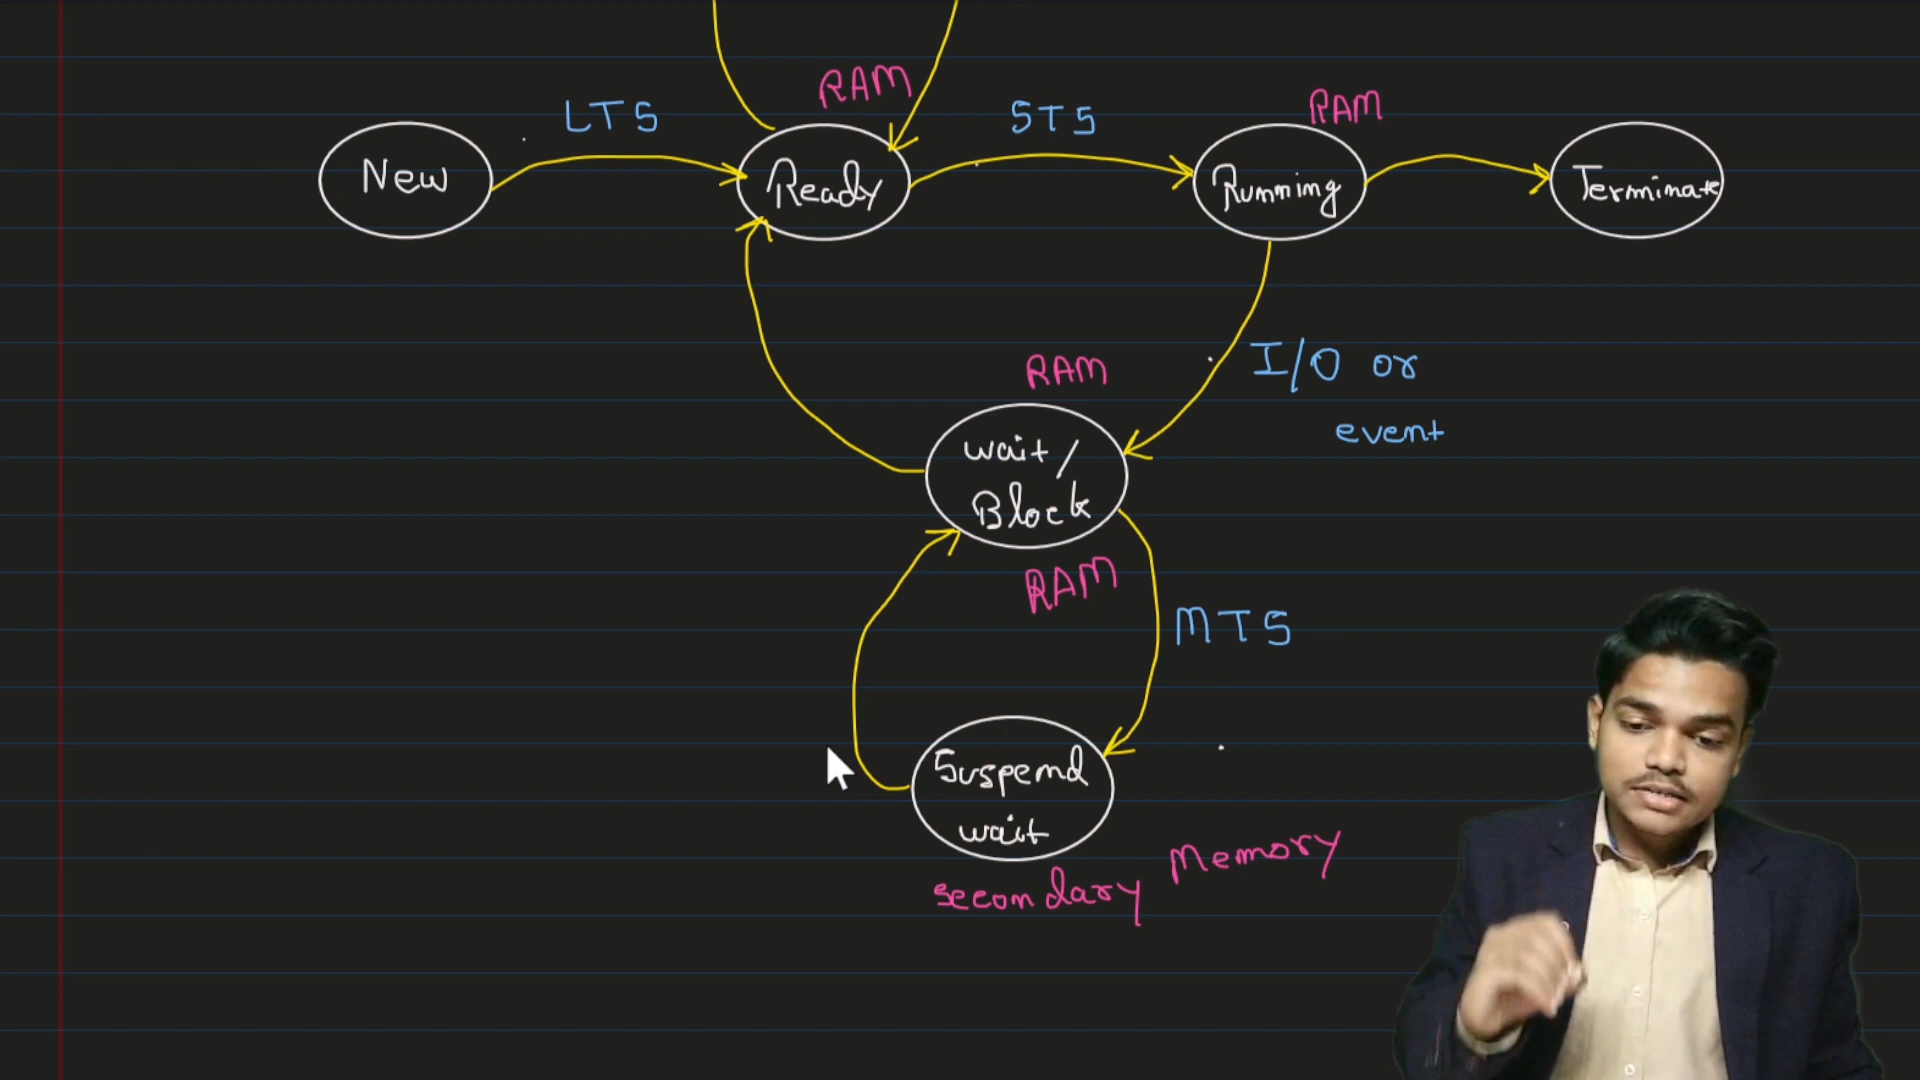 RAM
RAM
LTS
STS
New
Ready
Running
Terminate
RAM
I/O or
event
wait/
Block
RAM
MTS
Suspend
wait
secondary Memory